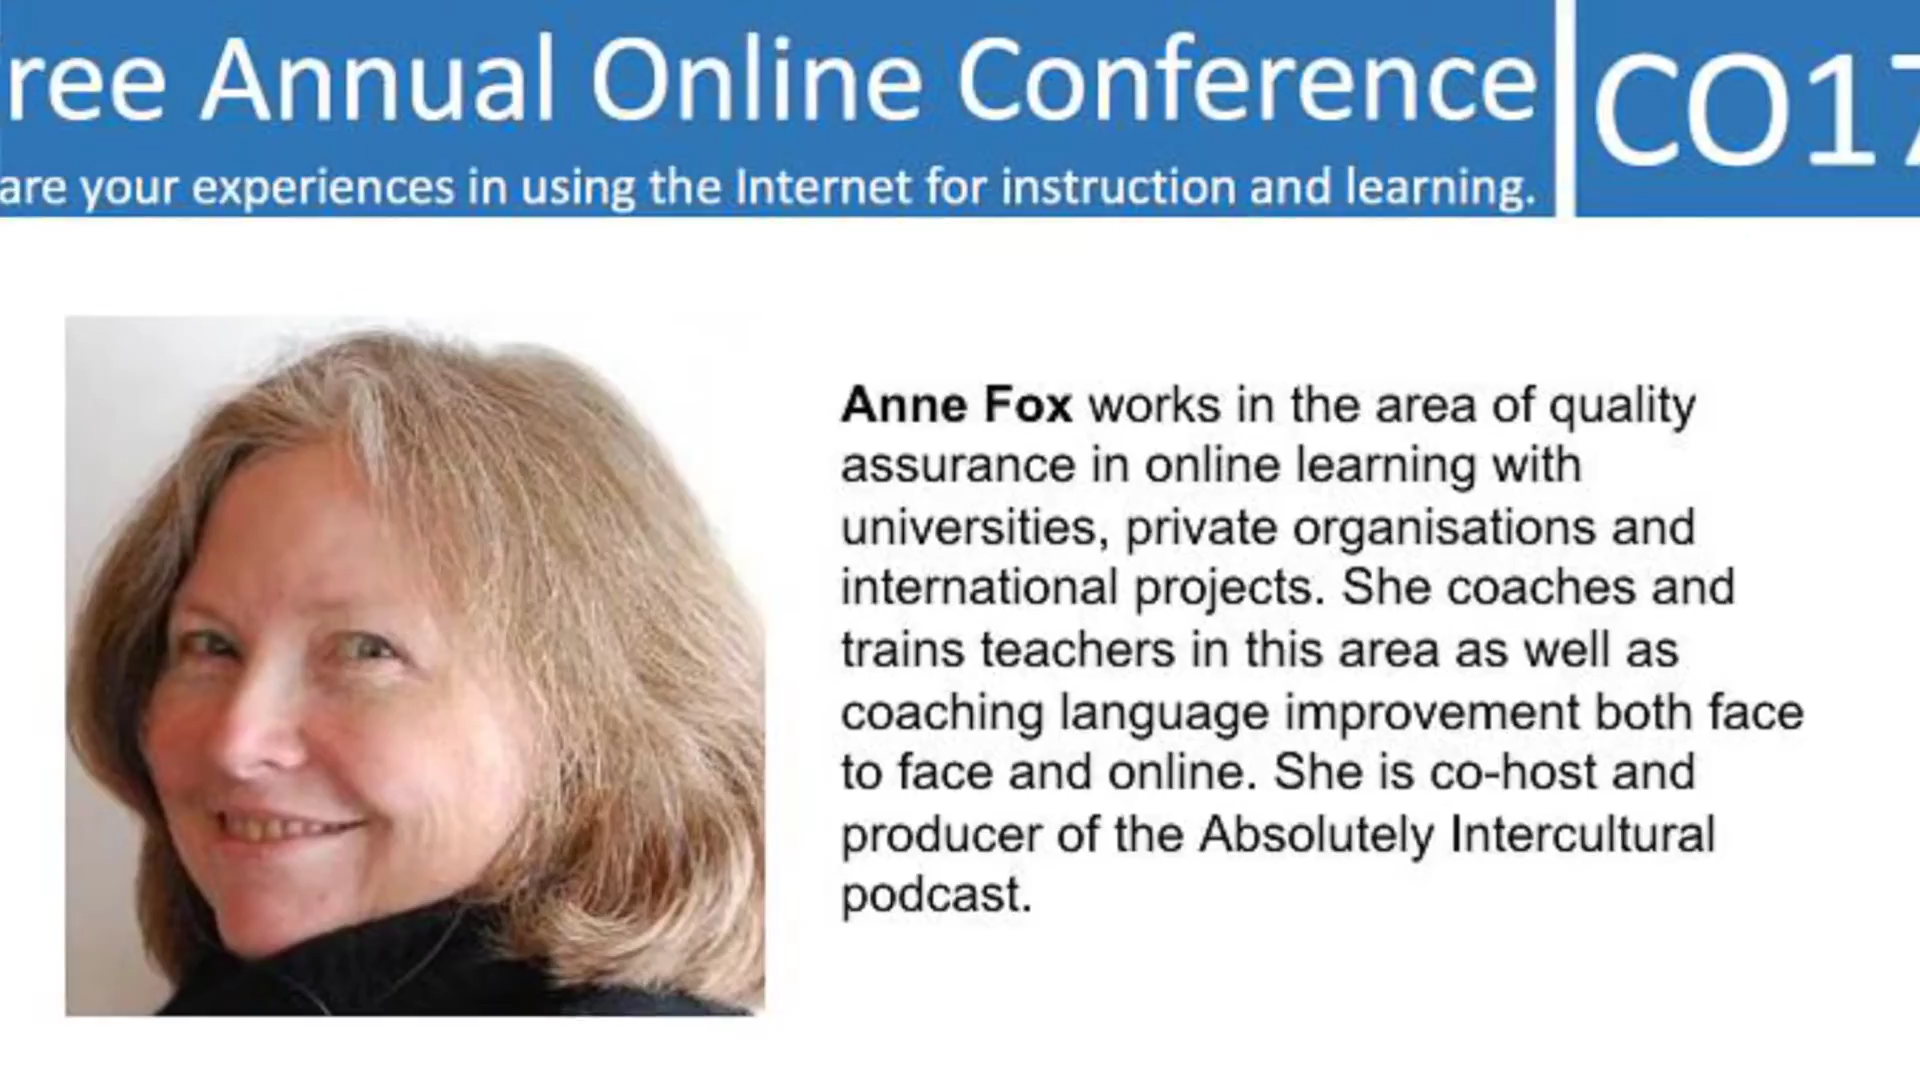 ree Annual Online Conference
are your experiences in using the Internet for instruction and learning.
CO17
Anne Fox works in the area of quality
assurance in online learning with
universities, private organisations and
international projects. She coaches and
trains teachers in this area as well as
coaching language improvement both face
to face and online. She is co-host and
producer of the Absolutely Intercultural
podcast.